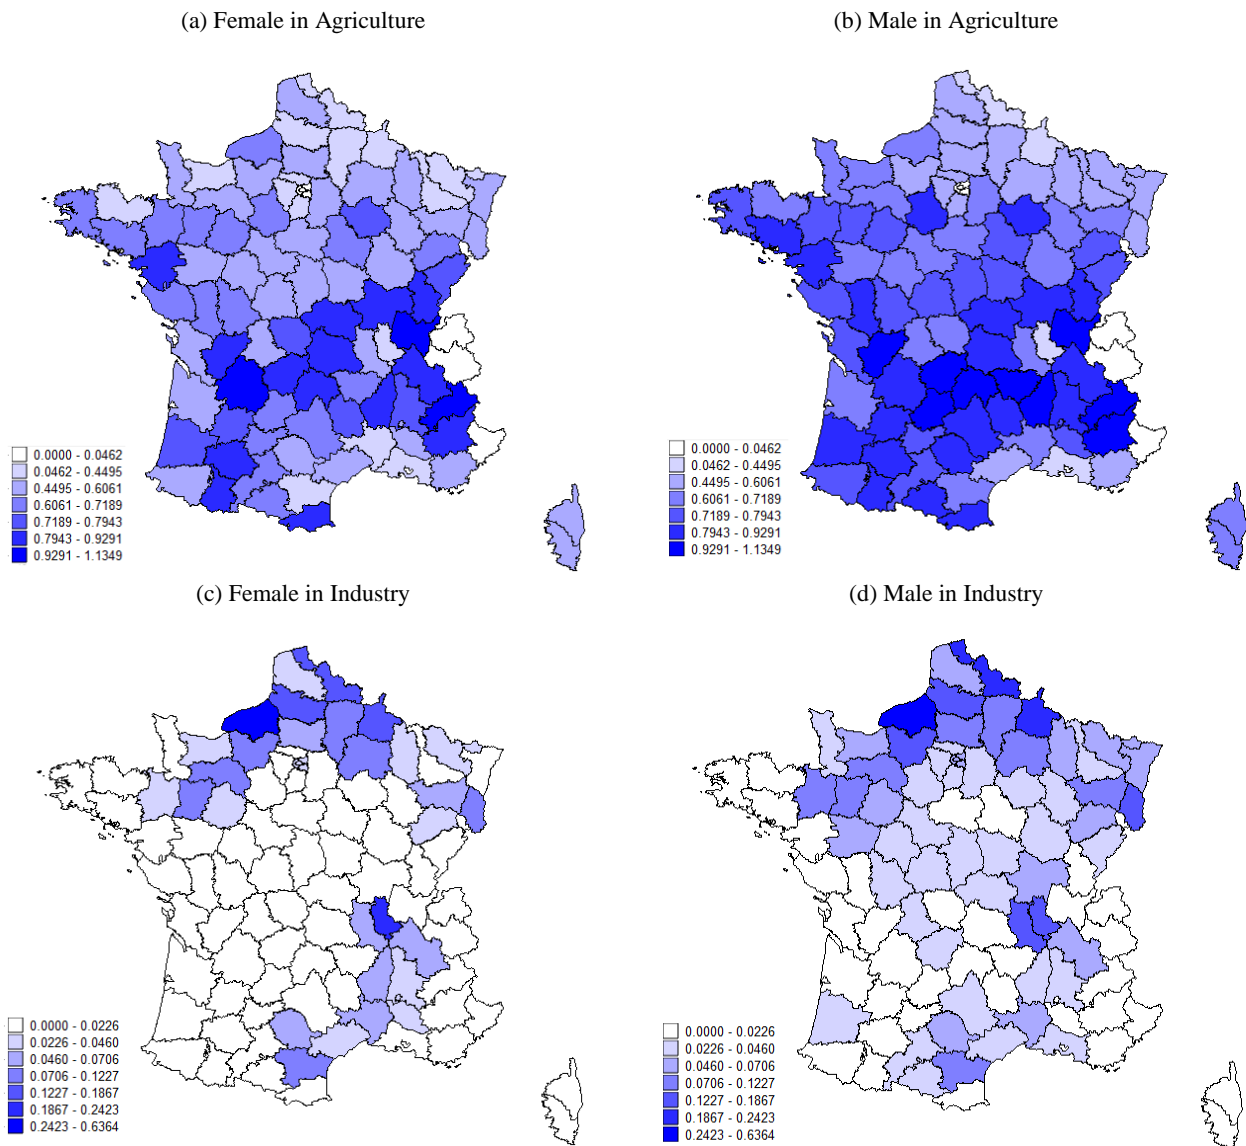 (a) Female in Agriculture
(b) Male in Agriculture
0.0000 - 0.0462
0.0462 - 0.4495
0.4495 - 0.6061
0.6061 - 0.7189
0.7189 - 0.7943
0.7943 - 0.9291
0.9291 - 1.1349
0.0000 - 0.0462
0.0462 - 0.4495
0.4495 - 0.6061
0.6061 - 0.7189
0.7189 - 0.7943
0.7943 - 0.9291
0.9291 - 1.1349
(c) Female in Industry
(d) Male in Industry
0.0000 - 0.0226
0.0226 - 0.0460
0.0460 - 0.0706
0.0706 - 0.1227
0.1227 - 0.1867
0.1867 - 0.2423
0.2423 - 0.6364
0.0000 - 0.0226
0.0226 - 0.0460
0.0460 - 0.0706
0.0706 - 0.1227
0.1227 - 0.1867
0.1867 - 0.2423
0.2423 - 0.6364